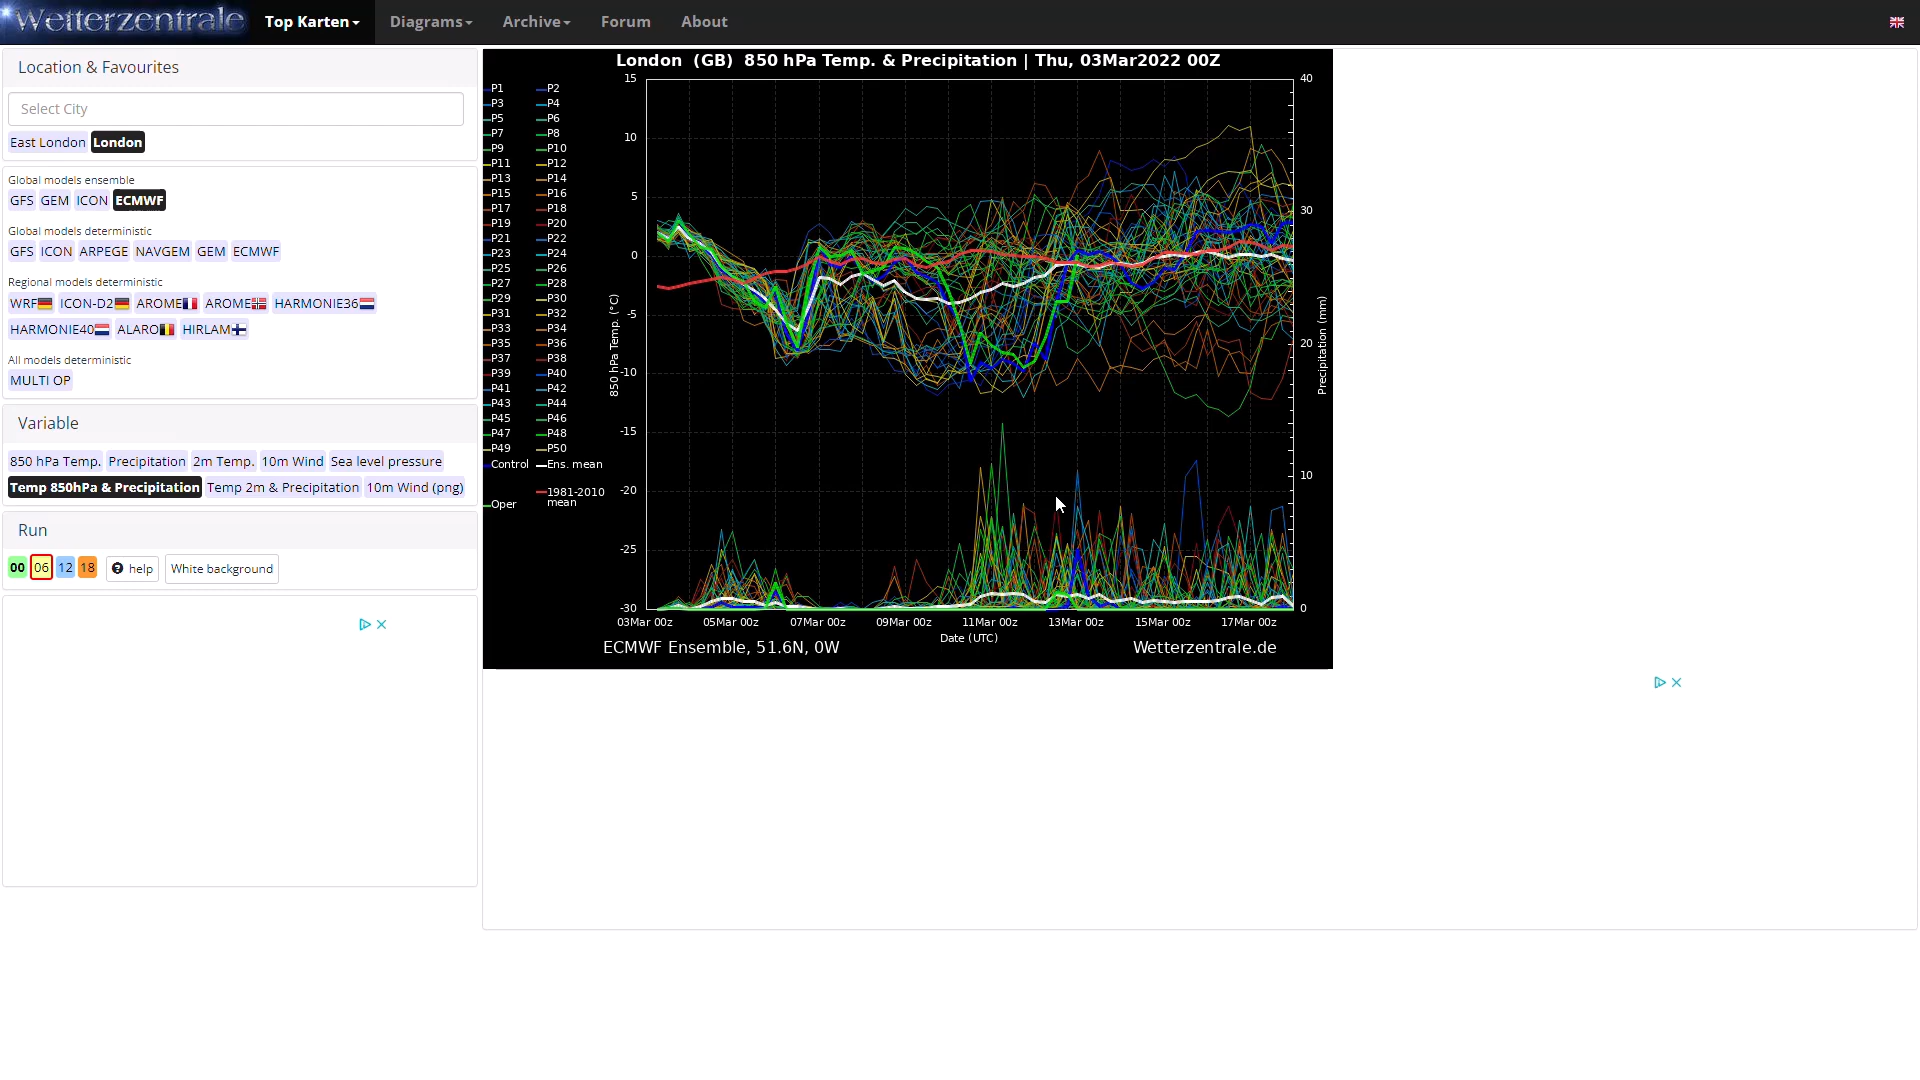 Wetterzentrale
Top Karten
Diagrams
Archive
Forum
About
Location & Favourites
Select City
East London London
Global models ensemble
GFS GEM ICON ECMWF
Global models deterministic
GFS ICON ARPEGE NAVGEM GEM ECMWF
Regional models deterministic
WRF ICON-D2 AROME AROME HARMONIE36
HARMONIE40 ALARO HIRLAM
All models deterministic
MULTI OP
Variable
850 hPa Temp. Precipitation 2m Temp. 10m Wind Sea level pressure
Temp 850hPa & Precipitation Temp 2m & Precipitation 10m Wind (png)
Run
00 06 12 18 help White background
London (GB) 850 hPa Temp. & Precipitation | Thu, 03Mar2022 00Z
P1 P2
P3 P4
P5 P6
P7 P8
P9 P10
P11 P12
P13 P14
P15 P16
P17 P18
P19 P20
P21 P22
P23 P24
P25 P26
P27 P28
P29 P30
P31 P32
P33 P34
P35 P36
P37 P38
P39 P40
P41 P42
P43 P44
P45 P46
P47 P48
P49 P50
Control Ens. mean
1981-2010
mean
Oper
850 hPa Temp. (°C)
15
10
5
0
-5
-10
-15
-20
-25
-30
40
30
20
10
0
Precipitation (mm)
03Mar 00z 05Mar 00z 07Mar 00z 09Mar 00z 11Mar 00z 13Mar 00z 15Mar 00z 17Mar 00z
Date (UTC)
ECMWF Ensemble, 51.6N, 0W
Wetterzentrale.de